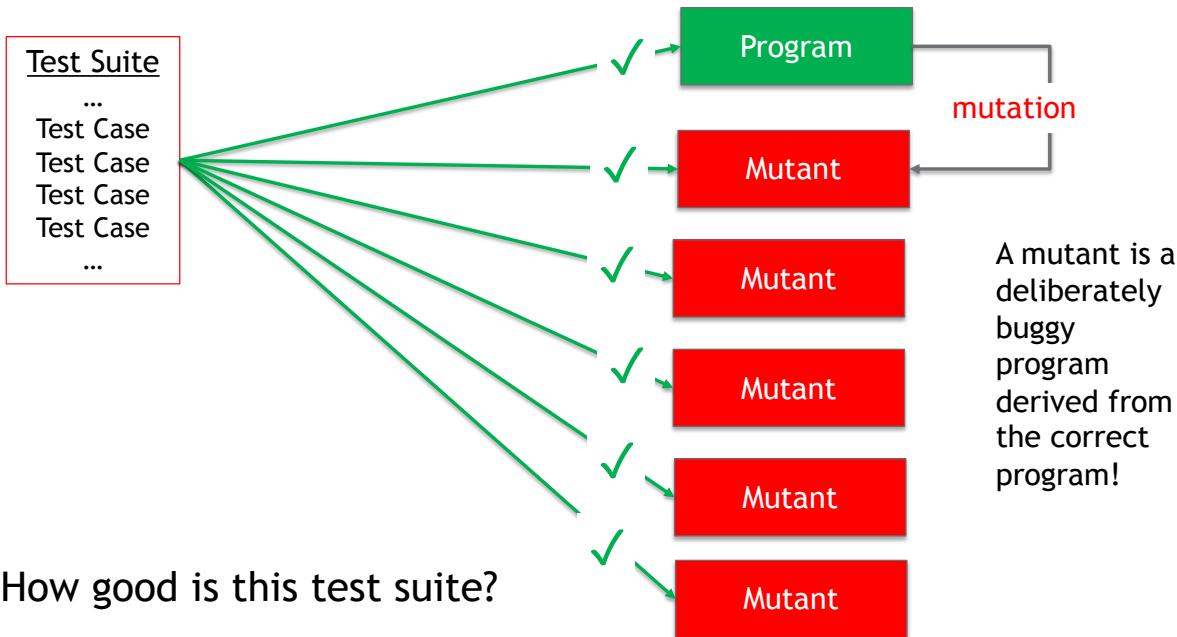 Test Suite
…
Test Case
Test Case
Test Case
Test Case
…
Program
mutation
Mutant
Mutant
Mutant
Mutant
Mutant
A mutant is a
deliberately
buggy
program
derived from
the correct
program!
How good is this test suite?